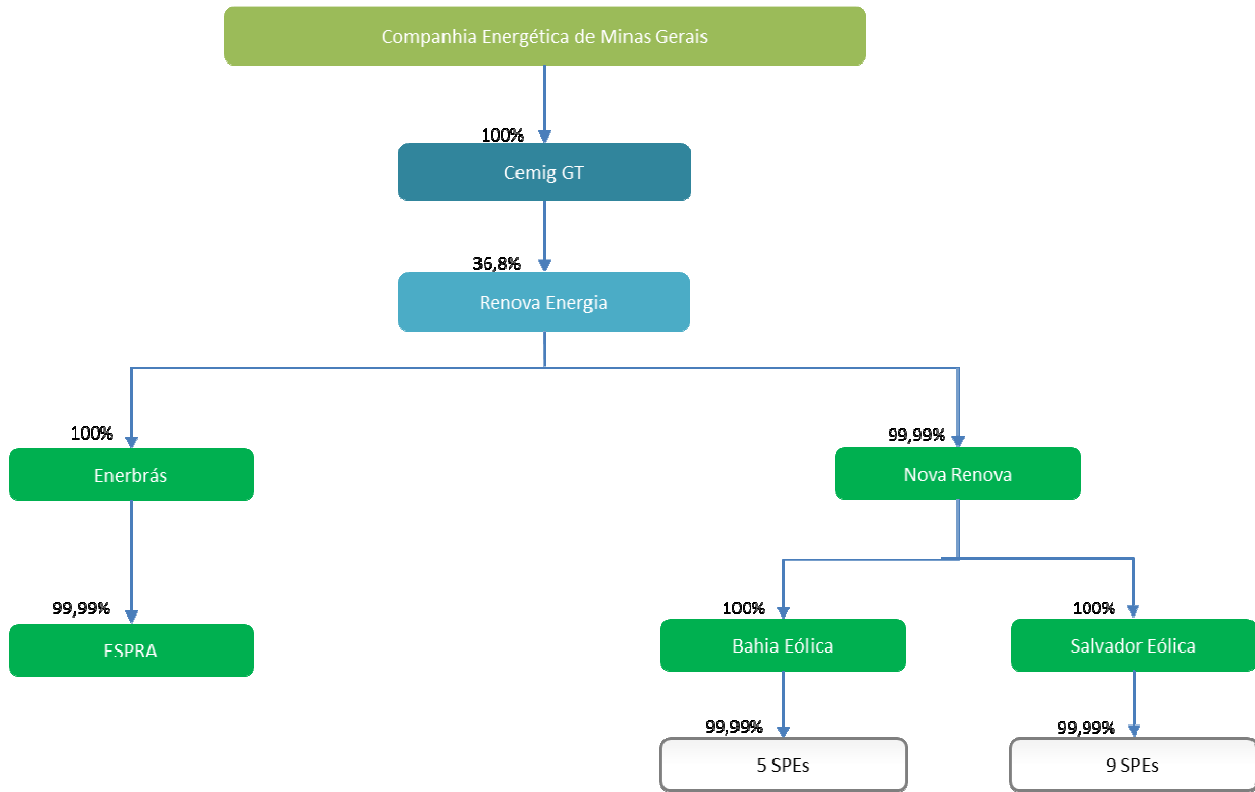 Companhia Energética de Minas Gerais
100%
Cemig GT
36,8%
Renova Energia
100%
99,99%
Enerbrás
Nova Renova
99,99%
100%
100%
ESPRA
Bahia Eólica
Salvador Eólica
99,99%
99,99%
5 SPEs
9 SPEs